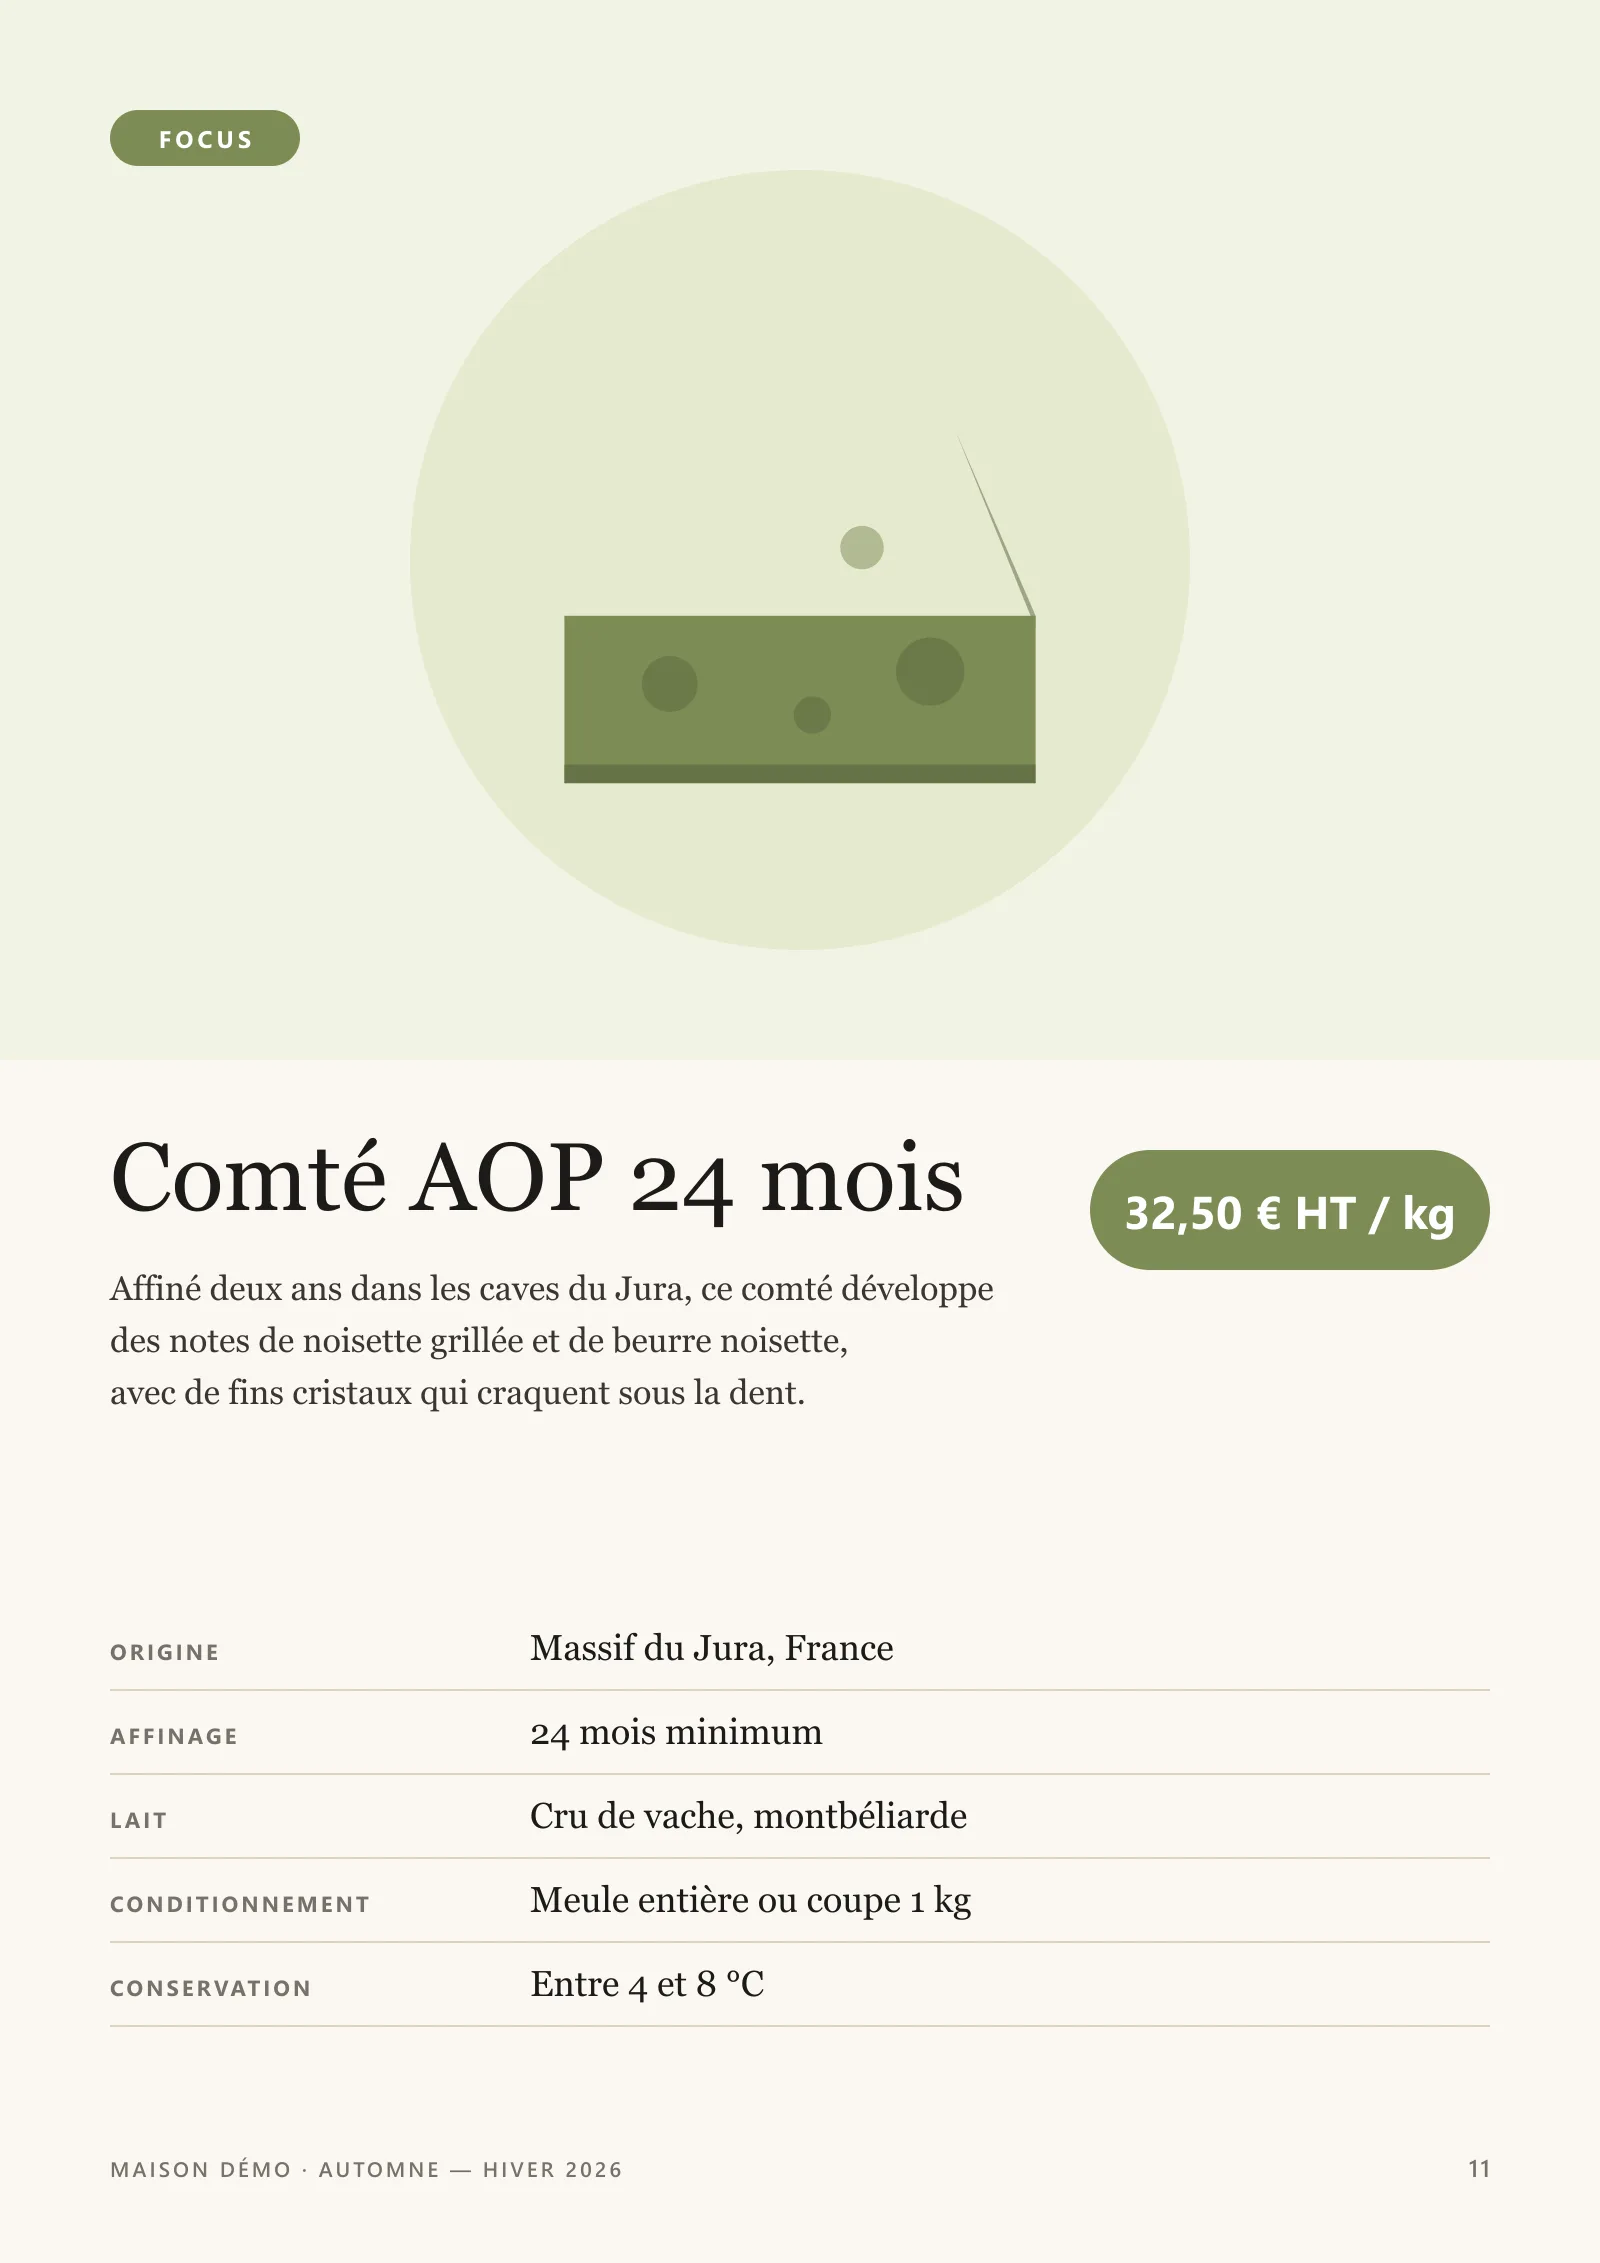 FOCUS
Comté AOP 24 mois
32,50 € HT / kg
Affiné deux ans dans les caves du Jura, ce comté développe
des notes de noisette grillée et de beurre noisette,
avec de fins cristaux qui craquent sous la dent.
ORIGINE Massif du Jura, France
AFFINAGE 24 mois minimum
LAIT Cru de vache, montbéliarde
CONDITIONNEMENT Meule entière ou coupe 1 kg
CONSERVATION Entre 4 et 8 °C
MAISON DÉMO · AUTOMNE — HIVER 2026 11